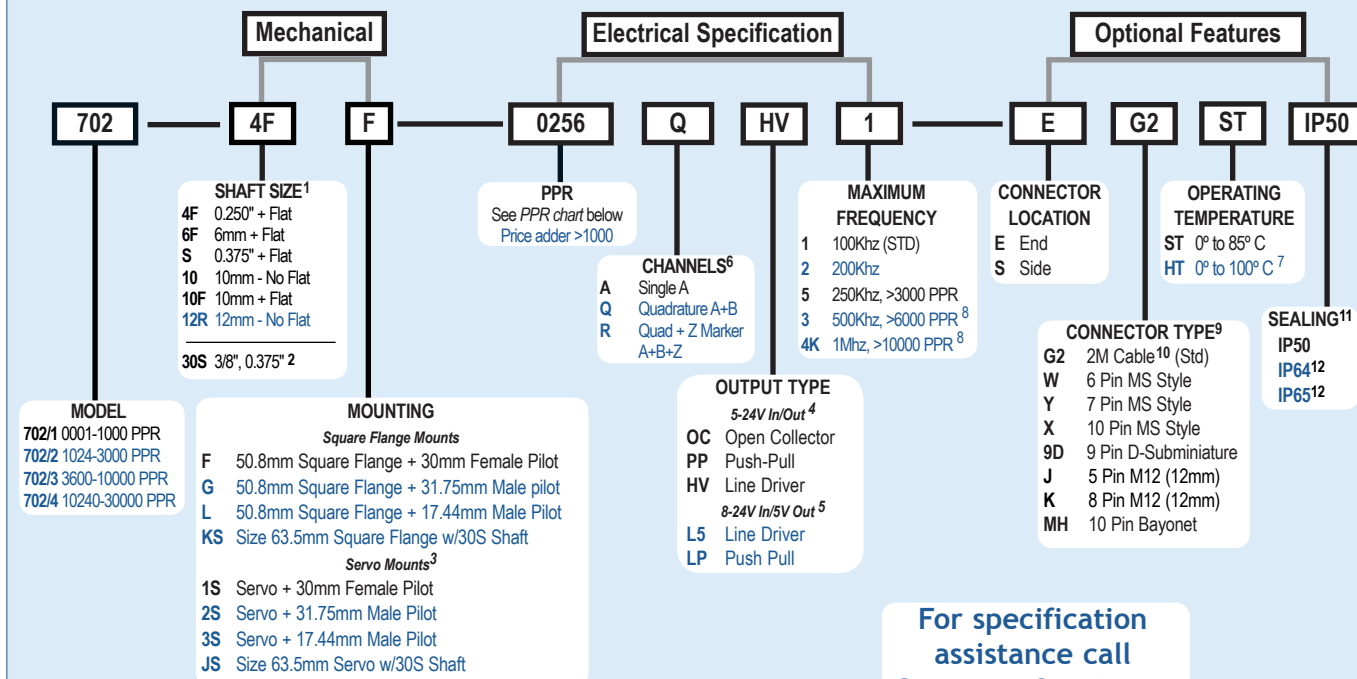 Mechanical
Electrical Specification
Optional Features
702
4F
F
0256
Q
HV
1
E
G2
ST
IP50
SHAFT SIZE1
4F 0.250" + Flat
6F 6mm + Flat
S 0.375" + Flat
10 10mm - No Flat
10F 10mm + Flat
12R 12mm - No Flat
30S 3/8", 0.375" 2
PPR
See PPR chart below
Price adder >1000
CHANNELS6
A Single A
Q Quadrature A+B
R Quad + Z Marker
A+B+Z
MAXIMUM
FREQUENCY
1 100Khz (STD)
2 200Khz
5 250Khz, >3000 PPR
3 500Khz, >6000 PPR 8
4K 1Mhz, >10000 PPR 8
CONNECTOR
LOCATION
E End
S Side
OPERATING
TEMPERATURE
ST 0º to 85º C
HT 0º to 100º C 7
SEALING11
IP50
IP6412
IP6512
CONNECTOR TYPE9
G2 2M Cable10 (Std)
W 6 Pin MS Style
Y 7 Pin MS Style
X 10 Pin MS Style
9D 9 Pin D-Subminiature
J 5 Pin M12 (12mm)
K 8 Pin M12 (12mm)
MH 10 Pin Bayonet
OUTPUT TYPE
5-24V In/Out 4
OC Open Collector
PP Push-Pull
HV Line Driver
8-24V In/5V Out 5
L5 Line Driver
LP Push Pull
MODEL
702/1 0001-1000 PPR
702/2 1024-3000 PPR
702/3 3600-10000 PPR
702/4 10240-30000 PPR
MOUNTING
Square Flange Mounts
F 50.8mm Square Flange + 30mm Female Pilot
G 50.8mm Square Flange + 31.75mm Male pilot
L 50.8mm Square Flange + 17.44mm Male Pilot
KS Size 63.5mm Square Flange w/30S Shaft
Servo Mounts3
1S Servo + 30mm Female Pilot
2S Servo + 31.75mm Male Pilot
3S Servo + 17.44mm Male Pilot
JS Size 63.5mm Servo w/30S Shaft
For specification
assistance call